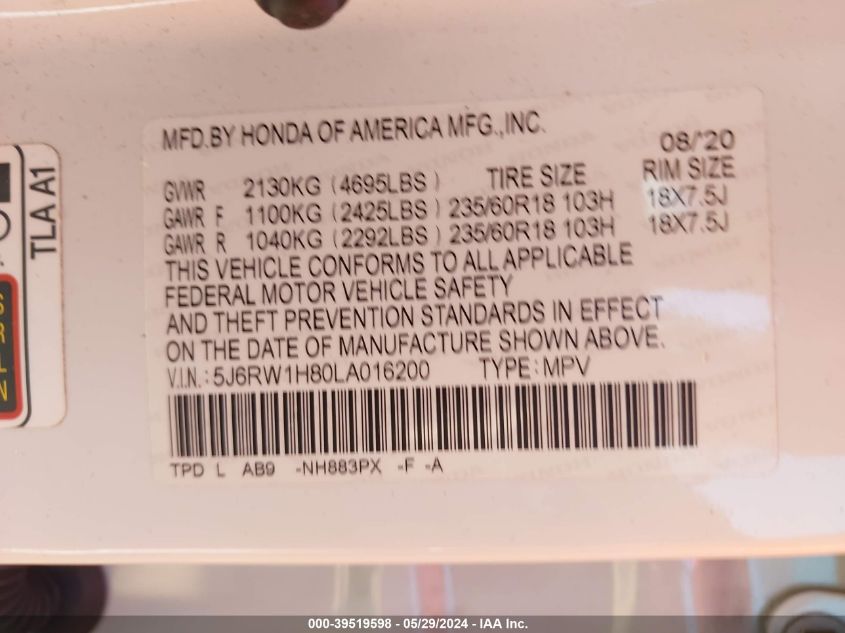 MFD.BY HONDA OF AMERICA MFG.,INC.
08/'20
GVWR 2130KG (4695LBS) TIRE SIZE RIM SIZE
GAWR F 1100KG (2425LBS) 235/60R18 103H 18X7.5J
GAWR R 1040KG (2292LBS) 235/60R18 103H 18X7.5J
THIS VEHICLE CONFORMS TO ALL APPLICABLE
FEDERAL MOTOR VEHICLE SAFETY
AND THEFT PREVENTION STANDARDS IN EFFECT
ON THE DATE OF MANUFACTURE SHOWN ABOVE.
V.I.N.: 5J6RW1H80LA016200 TYPE: MPV
TPD L AB9 -NH883PX -F -A
TLA A1
000-39519598 - 05/29/2024 - IAA Inc.